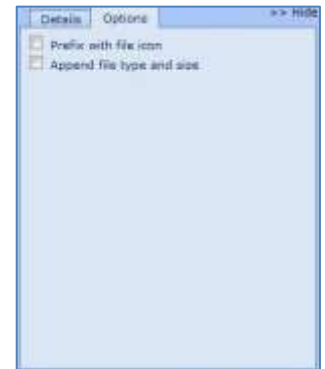 Details Options >> Hide
Prefix with file icon
Append file type and size